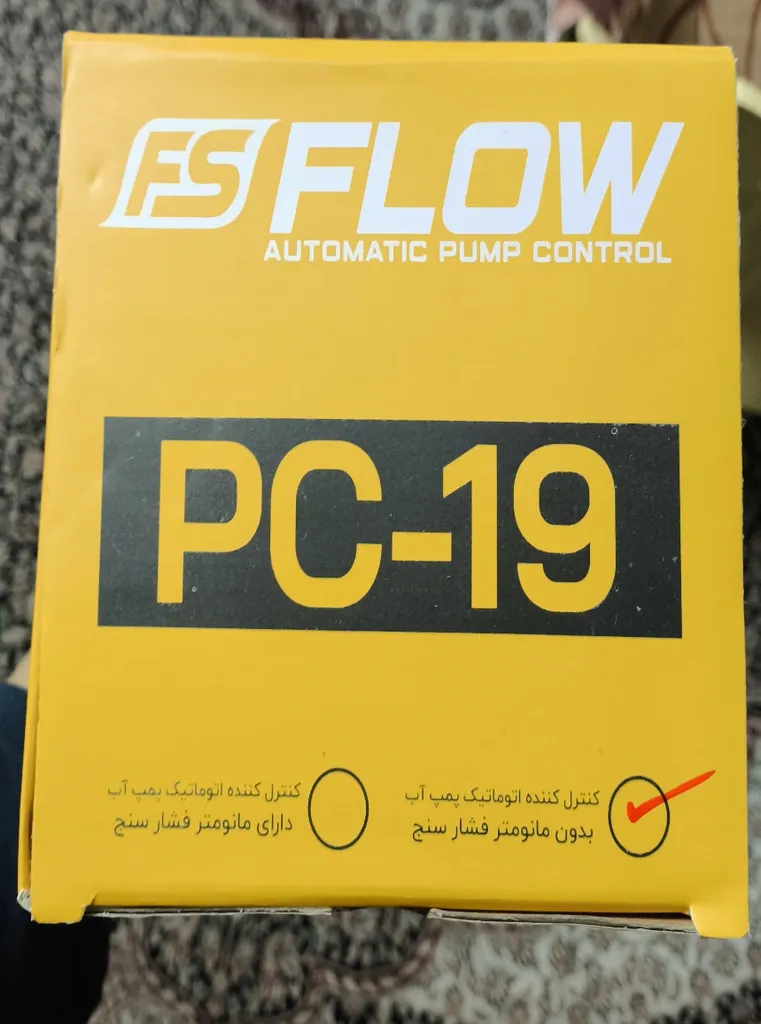 FS FLOW
AUTOMATIC PUMP CONTROL
PC-19
کنترل کننده اتوماتیک پمپ آب
بدون مانومتر فشار سنج
کنترل کننده اتوماتیک پمپ آب
دارای مانومتر فشار سنج